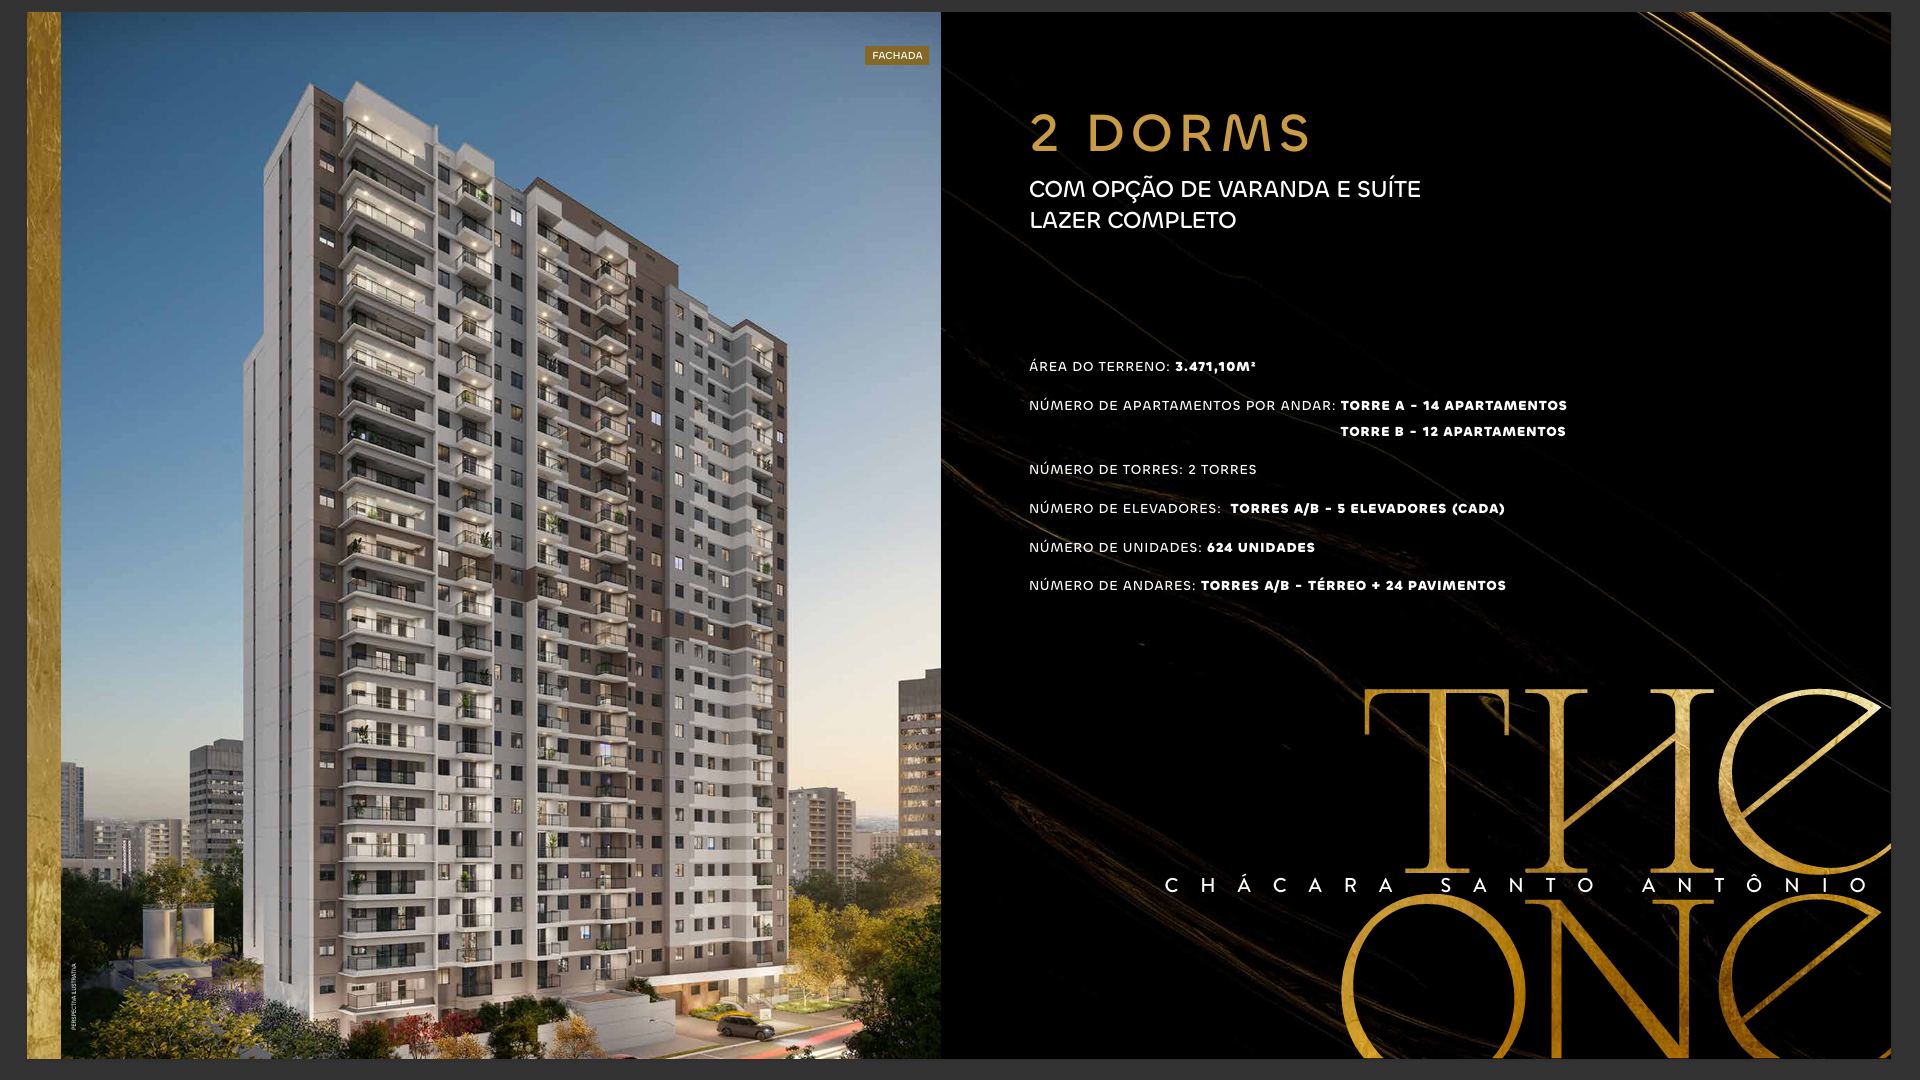 FACHADA
2 DORMS
COM OPÇÃO DE VARANDA E SUÍTE
LAZER COMPLETO
ÁREA DO TERRENO: 3.471,10M²
NÚMERO DE APARTAMENTOS POR ANDAR: TORRE A - 14 APARTAMENTOS
TORRE B - 12 APARTAMENTOS
NÚMERO DE TORRES: 2 TORRES
NÚMERO DE ELEVADORES: TORRES A/B - 5 ELEVADORES (CADA)
NÚMERO DE UNIDADES: 624 UNIDADES
NÚMERO DE ANDARES: TORRES A/B - TÉRREO + 24 PAVIMENTOS
THE
CHÁCARA SANTO ANTÔNIO
ONE
PERSPECTIVA ILUSTRATIVA